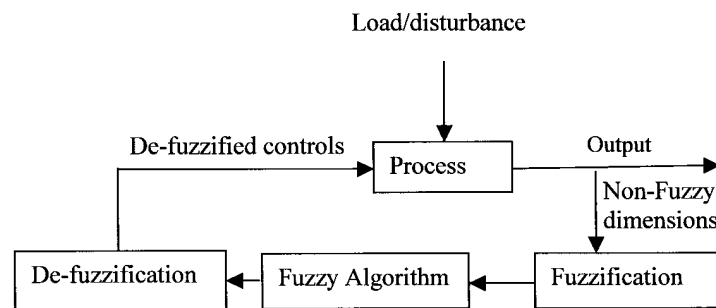 Load/disturbance
De-fuzzified controls
Process
Output
Non-Fuzzy
dimensions
De-fuzzification
Fuzzy Algorithm
Fuzzification